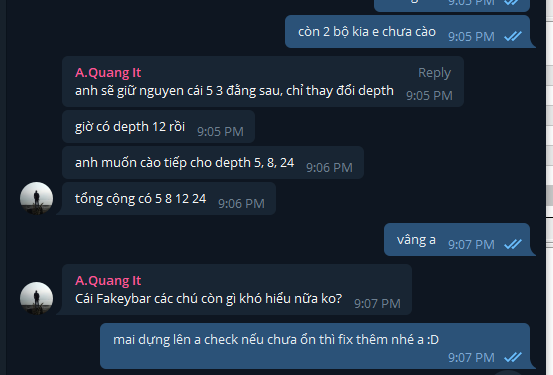 9:05 PM
còn 2 bộ kia e chưa cào 9:05 PM
A.Quang It Reply
anh sẽ giữ nguyen cái 5 3 đằng sau, chỉ thay đổi depth 9:05 PM
giờ có depth 12 rồi 9:05 PM
anh muốn cào tiếp cho depth 5, 8, 24 9:06 PM
tổng cộng có 5 8 12 24 9:06 PM
vâng a 9:07 PM
A.Quang It
Cái Fakeybar các chú còn gì khó hiểu nữa ko? 9:07 PM
mai dựng lên a check nếu chưa ổn thì fix thêm nhé a :D
9:07 PM